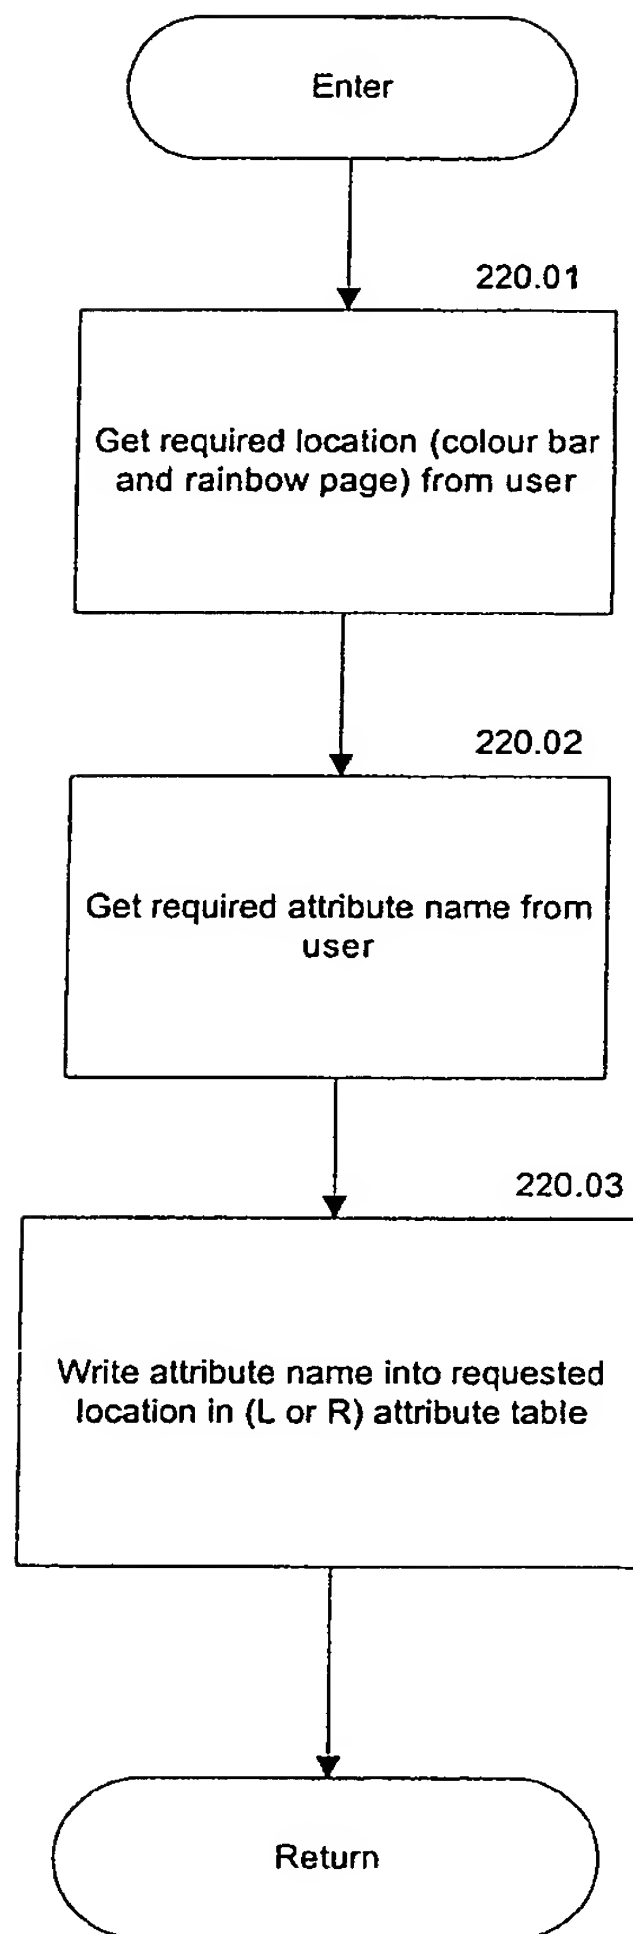 Enter
220.01
Get required location (colour bar
and rainbow page) from user
220.02
Get required attribute name from
user
220.03
Write attribute name into requested
location in (L or R) attribute table
Return